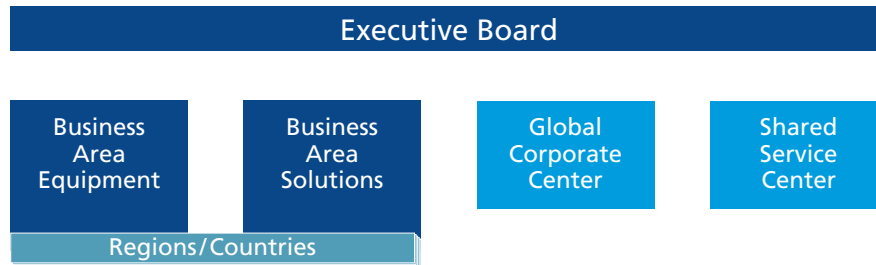 Executive Board
Business
Area
Equipment
Business
Area
Solutions
Global
Corporate
Center
Shared
Service
Center
Regions/Countries